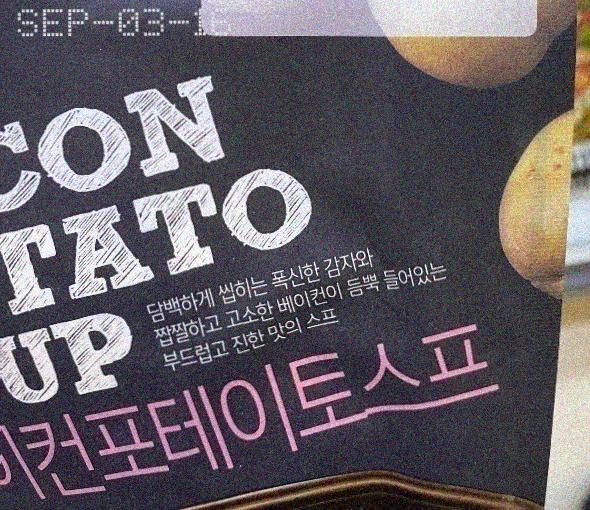 SEP-03-
CON
TATO
UP
담백하게 씹히는 폭신한 감자와
짭짤하고 고소한 베이컨이 듬뿍 들어있는
부드럽고 진한 맛의 스프
이컨포테이토스프